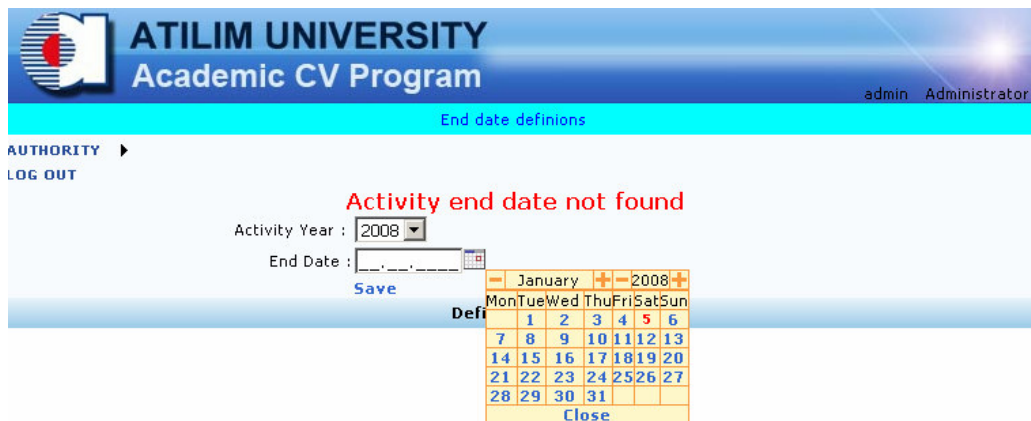 ATILIM UNIVERSITY
Academic CV Program
admin Administrator
End date definions
AUTHORITY
LOG OUT
Activity end date not found
Activity Year : 2008
End Date : __.__.____
Save
Defi
− January + − 2008 +
Mon Tue Wed Thu Fri Sat Sun
1 2 3 4 5 6
7 8 9 10 11 12 13
14 15 16 17 18 19 20
21 22 23 24 25 26 27
28 29 30 31
Close